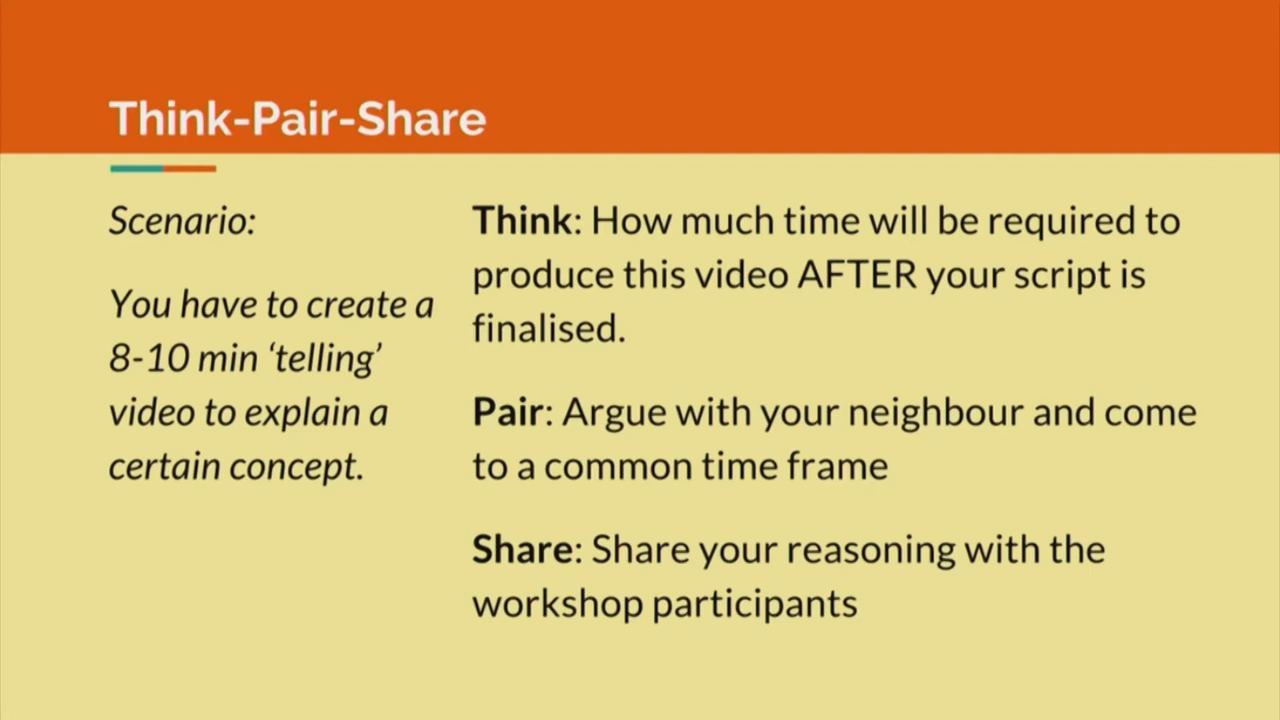 Think-Pair-Share
Scenario:
You have to create a
8-10 min ‘telling’
video to explain a
certain concept.
Think: How much time will be required to
produce this video AFTER your script is
finalised.
Pair: Argue with your neighbour and come
to a common time frame
Share: Share your reasoning with the
workshop participants